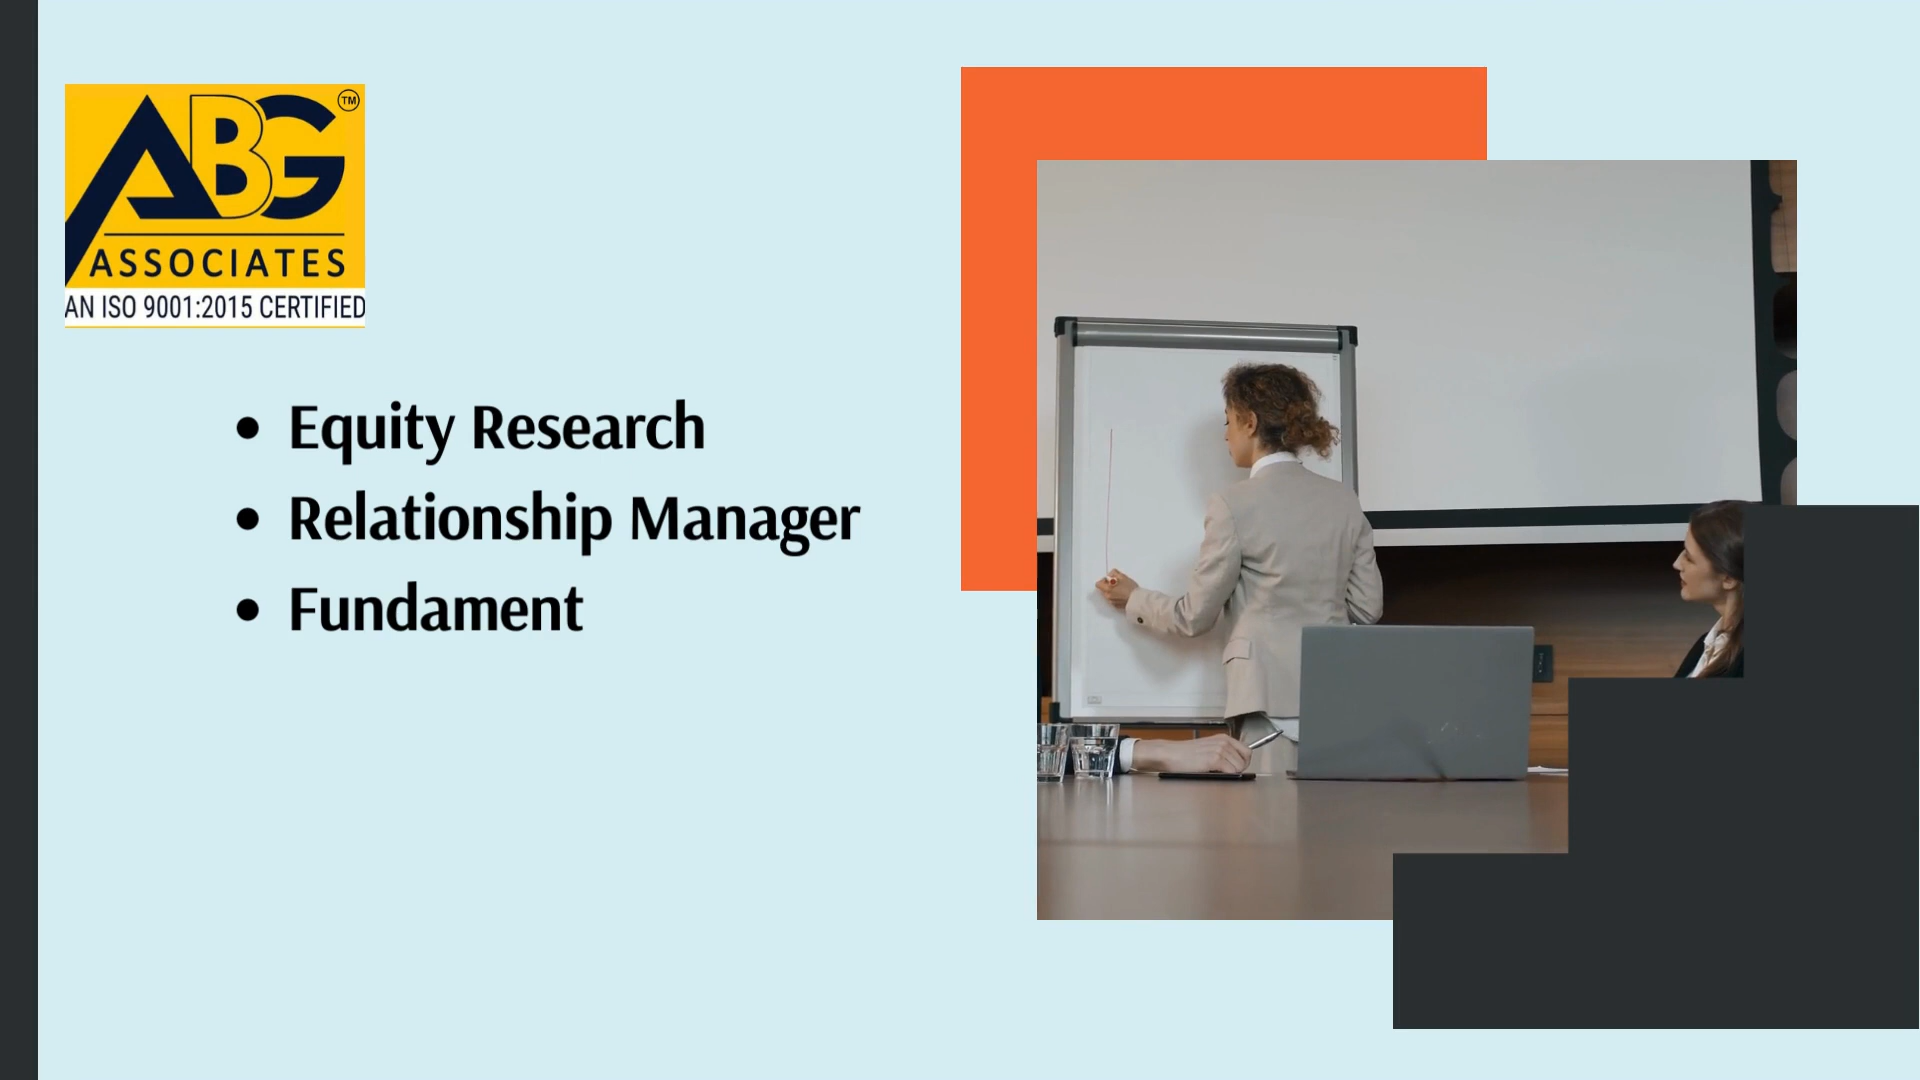 ABG
TM
ASSOCIATES
AN ISO 9001:2015 CERTIFIED
• Equity Research
• Relationship Manager
• Fundament